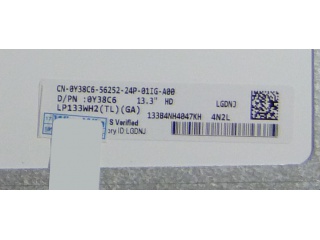 CN-0Y38C6-56252-24P-01IG-A00
D/PN :0Y38C6 13.3" HD LGDNJ
LP133WH2(TL)(GA)
133B4NH4047KH 4N2L
S Verified
ory ID:LGDNJ